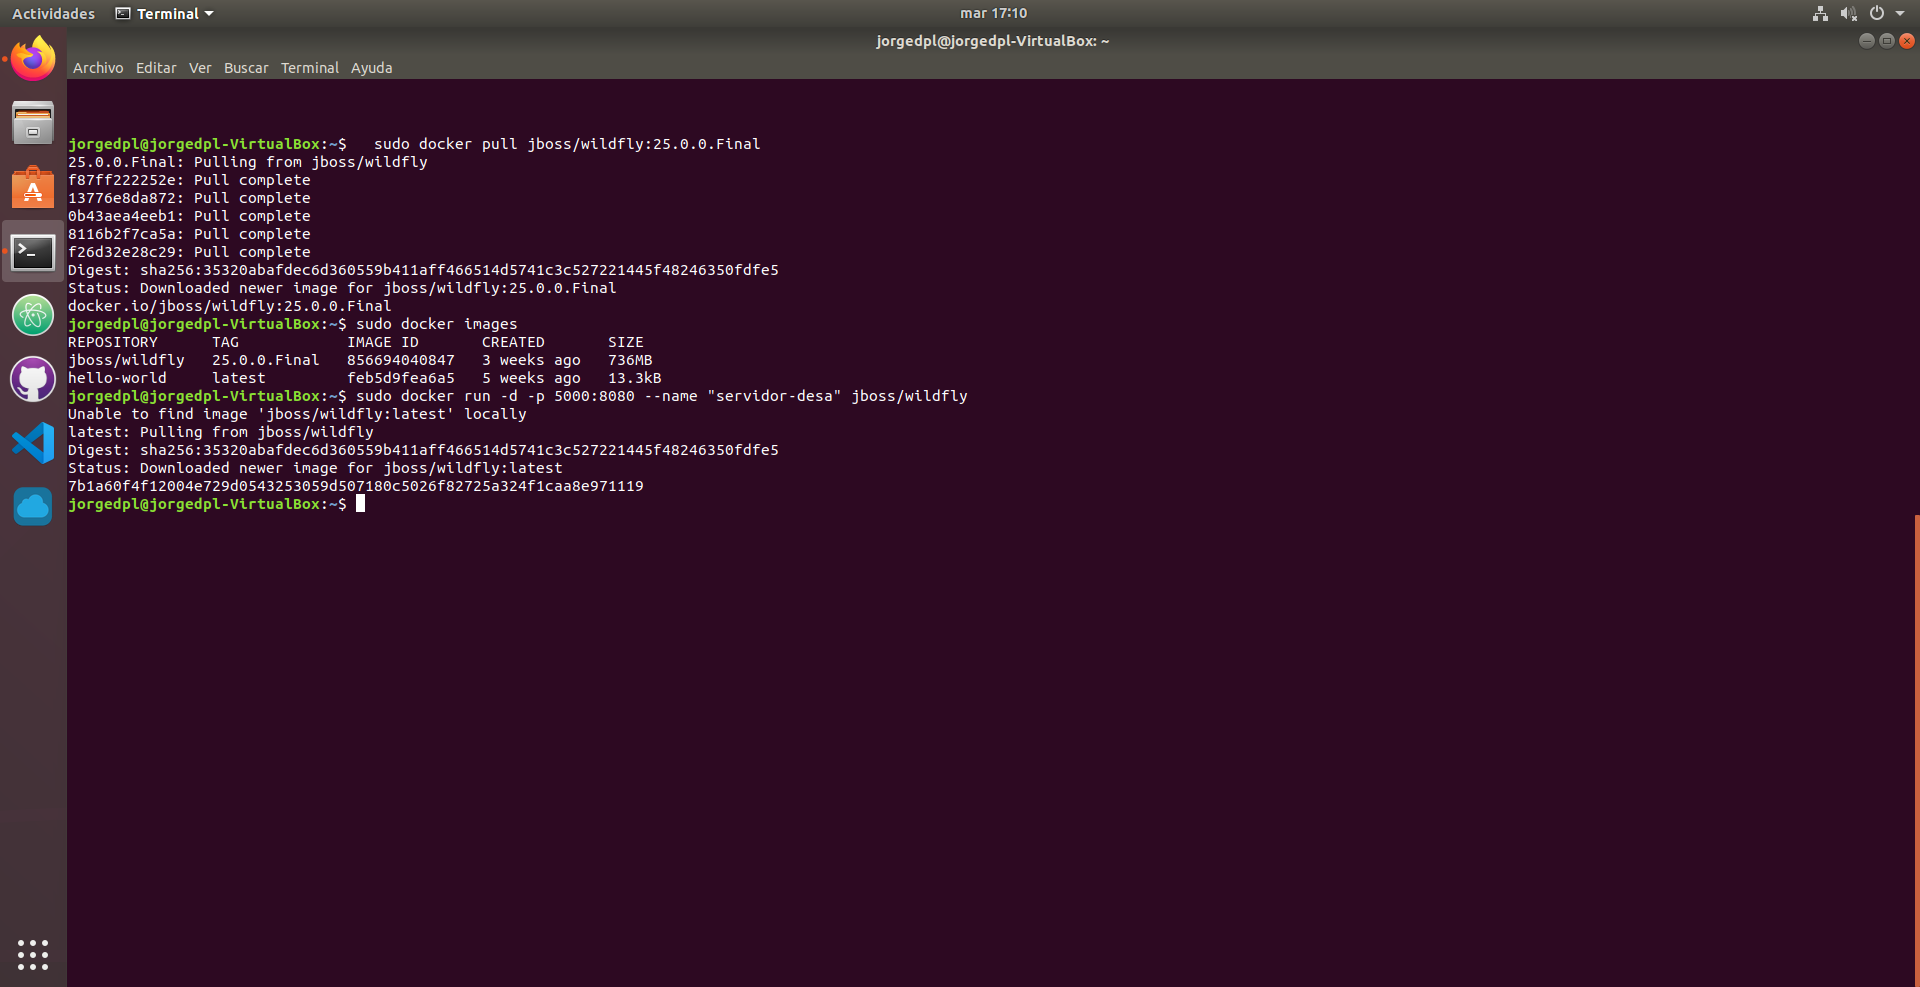 Actividades Terminal mar 17:10
jorgedpl@jorgedpl-VirtualBox: ~
Archivo Editar Ver Buscar Terminal Ayuda
jorgedpl@jorgedpl-VirtualBox:~$   sudo docker pull jboss/wildfly:25.0.0.Final
25.0.0.Final: Pulling from jboss/wildfly
f87ff222252e: Pull complete
13776e8da872: Pull complete
0b43aea4eeb1: Pull complete
8116b2f7ca5a: Pull complete
f26d32e28c29: Pull complete
Digest: sha256:35320abafdec6d360559b411aff466514d5741c3c527221445f48246350fdfe5
Status: Downloaded newer image for jboss/wildfly:25.0.0.Final
docker.io/jboss/wildfly:25.0.0.Final
jorgedpl@jorgedpl-VirtualBox:~$ sudo docker images
REPOSITORY      TAG            IMAGE ID       CREATED       SIZE
jboss/wildfly   25.0.0.Final   856694040847   3 weeks ago   736MB
hello-world     latest         feb5d9fea6a5   5 weeks ago   13.3kB
jorgedpl@jorgedpl-VirtualBox:~$ sudo docker run -d -p 5000:8080 --name "servidor-desa" jboss/wildfly
Unable to find image 'jboss/wildfly:latest' locally
latest: Pulling from jboss/wildfly
Digest: sha256:35320abafdec6d360559b411aff466514d5741c3c527221445f48246350fdfe5
Status: Downloaded newer image for jboss/wildfly:latest
7b1a60f4f12004e729d0543253059d507180c5026f82725a324f1caa8e971119
jorgedpl@jorgedpl-VirtualBox:~$